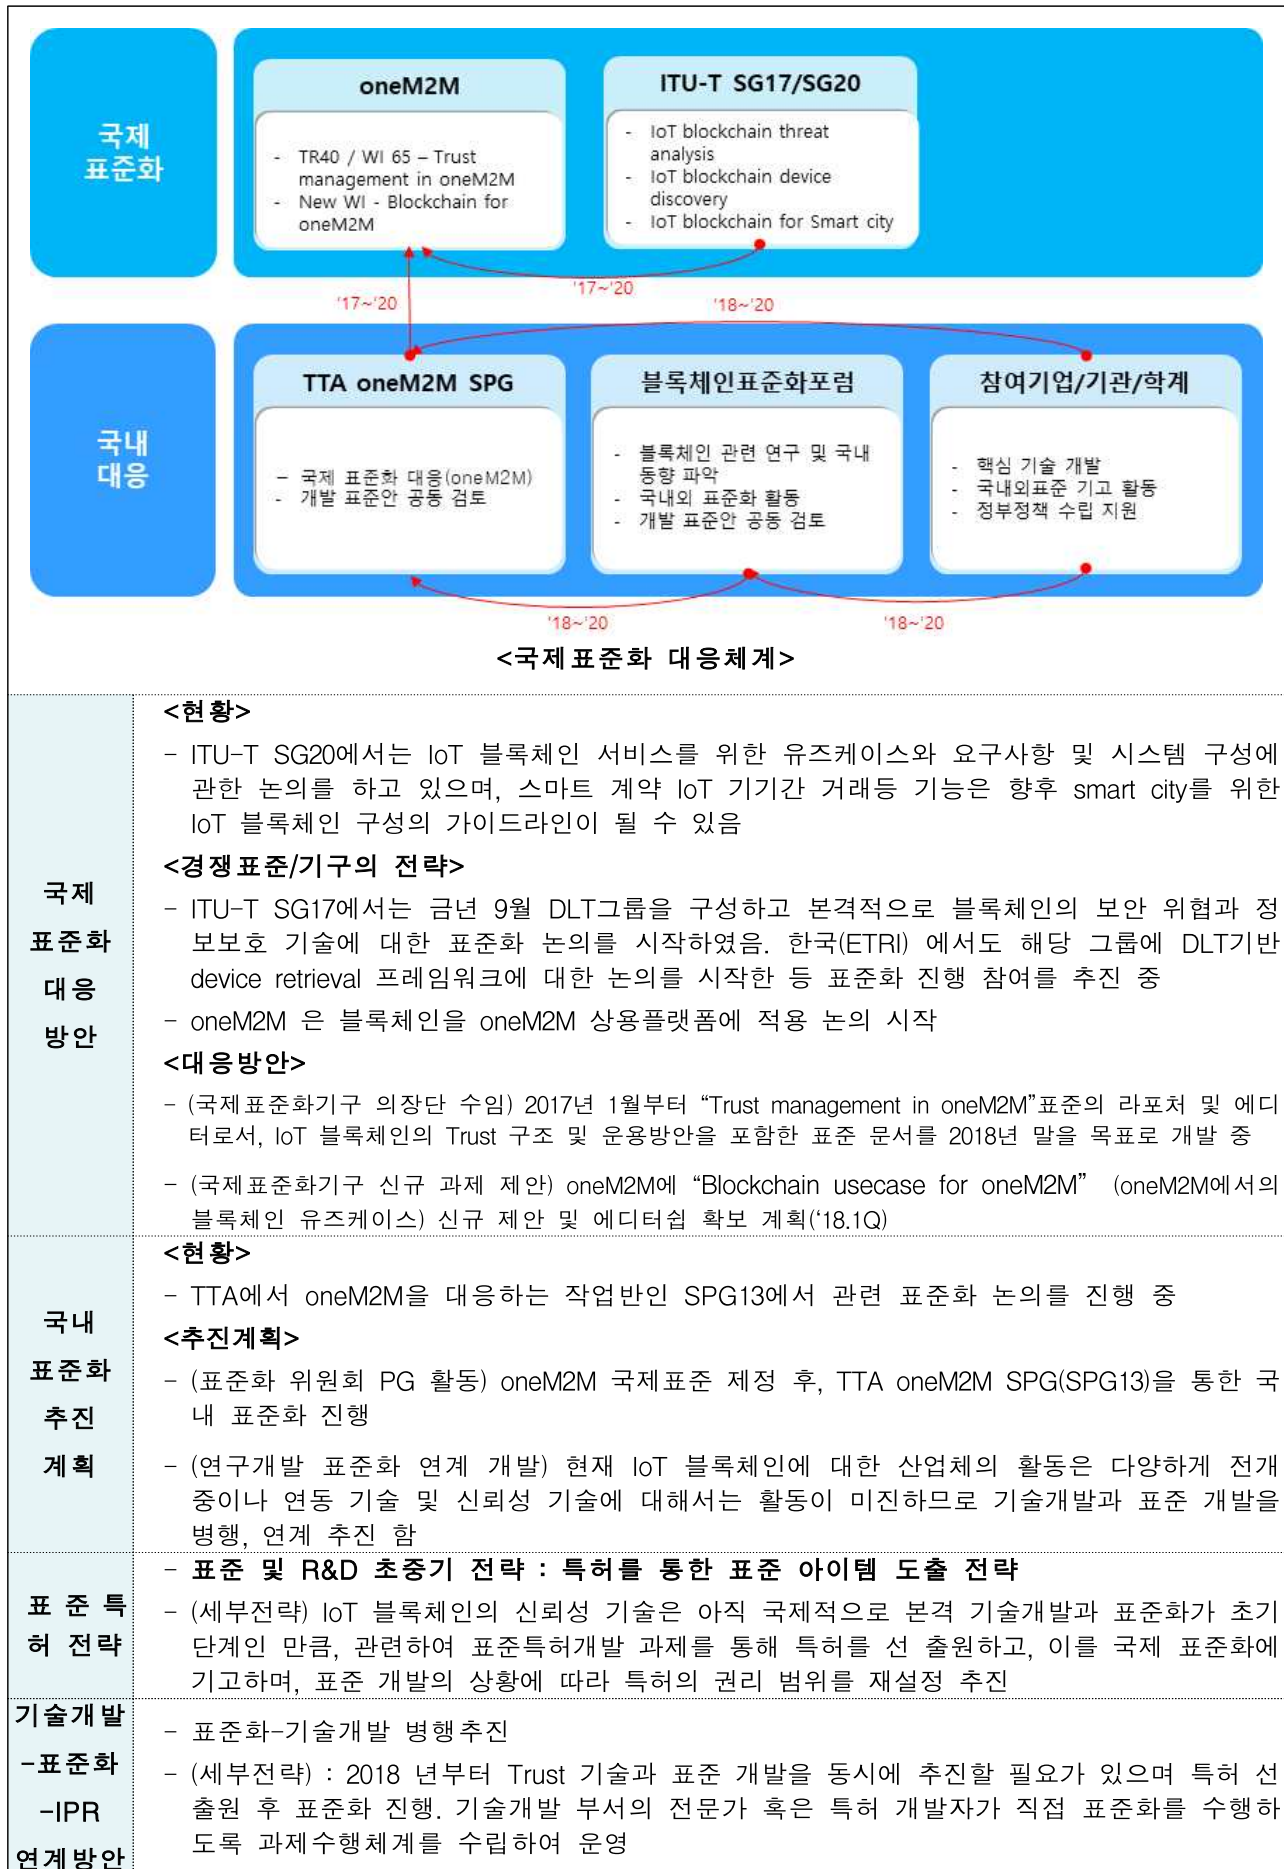 국제
표준화
oneM2M
- TR40 / WI 65 – Trust
management in oneM2M
- New WI - Blockchain for
oneM2M
ITU-T SG17/SG20
- IoT blockchain threat
analysis
- IoT blockchain device
discovery
- IoT blockchain for Smart city
'17~'20
'17~'20
'18~'20
국내
대응
TTA oneM2M SPG
– 국제 표준화 대응(oneM2M)
- 개발 표준안 공동 검토
블록체인표준화포럼
- 블록체인 관련 연구 및 국내
동향 파악
- 국내외 표준화 활동
- 개발 표준안 공동 검토
참여기업/기관/학계
- 핵심 기술 개발
- 국내외표준 기고 활동
- 정부정책 수립 지원
'18~'20
'18~'20
<국제표준화 대응체계>
국제
표준화
대응
방안
<현황>
- ITU-T SG20에서는 IoT 블록체인 서비스를 위한 유즈케이스와 요구사항 및 시스템 구성에
관한 논의를 하고 있으며, 스마트 계약 IoT 기기간 거래등 기능은 향후 smart city를 위한
IoT 블록체인 구성의 가이드라인이 될 수 있음
<경쟁표준/기구의 전략>
- ITU-T SG17에서는 금년 9월 DLT그룹을 구성하고 본격적으로 블록체인의 보안 위협과 정
보보호 기술에 대한 표준화 논의를 시작하였음. 한국(ETRI) 에서도 해당 그룹에 DLT기반
device retrieval 프레임워크에 대한 논의를 시작한 등 표준화 진행 참여를 추진 중
- oneM2M 은 블록체인을 oneM2M 상용플랫폼에 적용 논의 시작
<대응방안>
- (국제표준화기구 의장단 수임) 2017년 1월부터 “Trust management in oneM2M”표준의 라포처 및 에디
터로서, IoT 블록체인의 Trust 구조 및 운용방안을 포함한 표준 문서를 2018년 말을 목표로 개발 중
- (국제표준화기구 신규 과제 제안) oneM2M에 “Blockchain usecase for oneM2M” (oneM2M에서의
블록체인 유즈케이스) 신규 제안 및 에디터쉽 확보 계획(‘18.1Q)
국내
표준화
추진
계획
<현황>
- TTA에서 oneM2M을 대응하는 작업반인 SPG13에서 관련 표준화 논의를 진행 중
<추진계획>
- (표준화 위원회 PG 활동) oneM2M 국제표준 제정 후, TTA oneM2M SPG(SPG13)을 통한 국
내 표준화 진행
- (연구개발 표준화 연계 개발) 현재 IoT 블록체인에 대한 산업체의 활동은 다양하게 전개
중이나 연동 기술 및 신뢰성 기술에 대해서는 활동이 미진하므로 기술개발과 표준 개발을
병행, 연계 추진 함
표 준 특
허 전략
- 표준 및 R&D 초중기 전략 : 특허를 통한 표준 아이템 도출 전략
- (세부전략) IoT 블록체인의 신뢰성 기술은 아직 국제적으로 본격 기술개발과 표준화가 초기
단계인 만큼, 관련하여 표준특허개발 과제를 통해 특허를 선 출원하고, 이를 국제 표준화에
기고하며, 표준 개발의 상황에 따라 특허의 권리 범위를 재설정 추진
기술개발
-표준화
-IPR
연계방안
- 표준화-기술개발 병행추진
- (세부전략) : 2018 년부터 Trust 기술과 표준 개발을 동시에 추진할 필요가 있으며 특허 선
출원 후 표준화 진행. 기술개발 부서의 전문가 혹은 특허 개발자가 직접 표준화를 수행하
도록 과제수행체계를 수립하여 운영